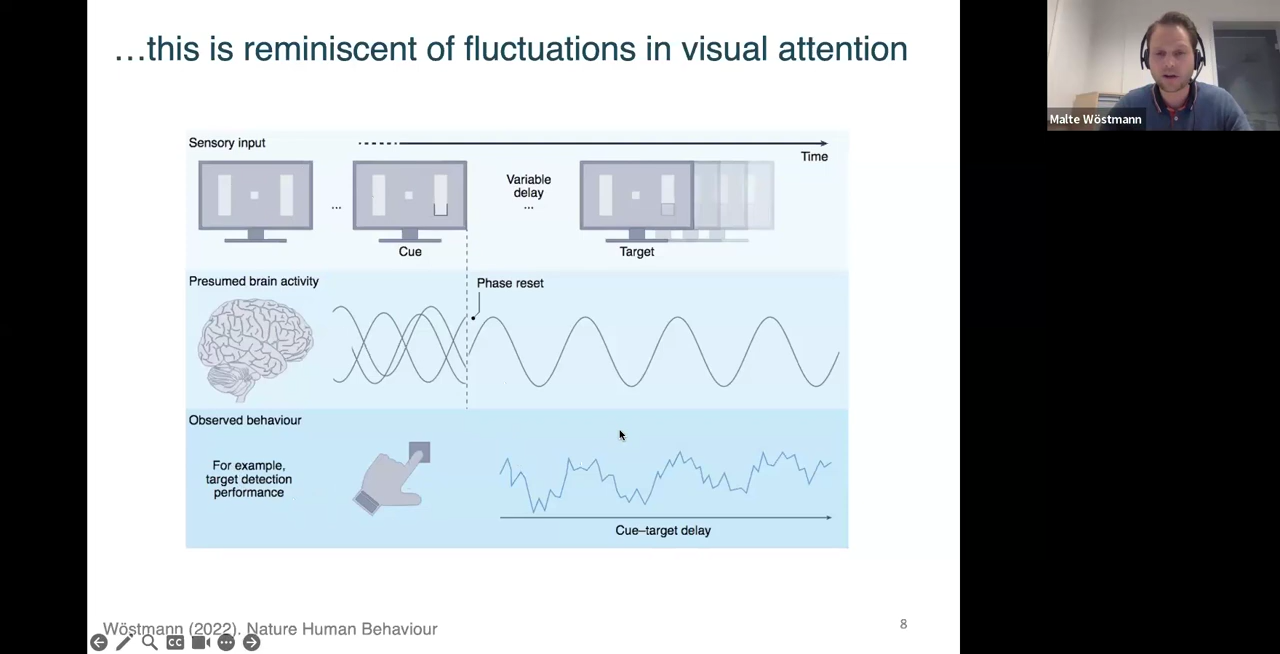 …this is reminiscent of fluctuations in visual attention
Malte Wöstmann
Sensory input
Time
Variable
delay
...
...
Cue
Target
Presumed brain activity
Phase reset
Observed behaviour
For example,
target detection
performance
Cue–target delay
Wöstmann (2022). Nature Human Behaviour
8
CC